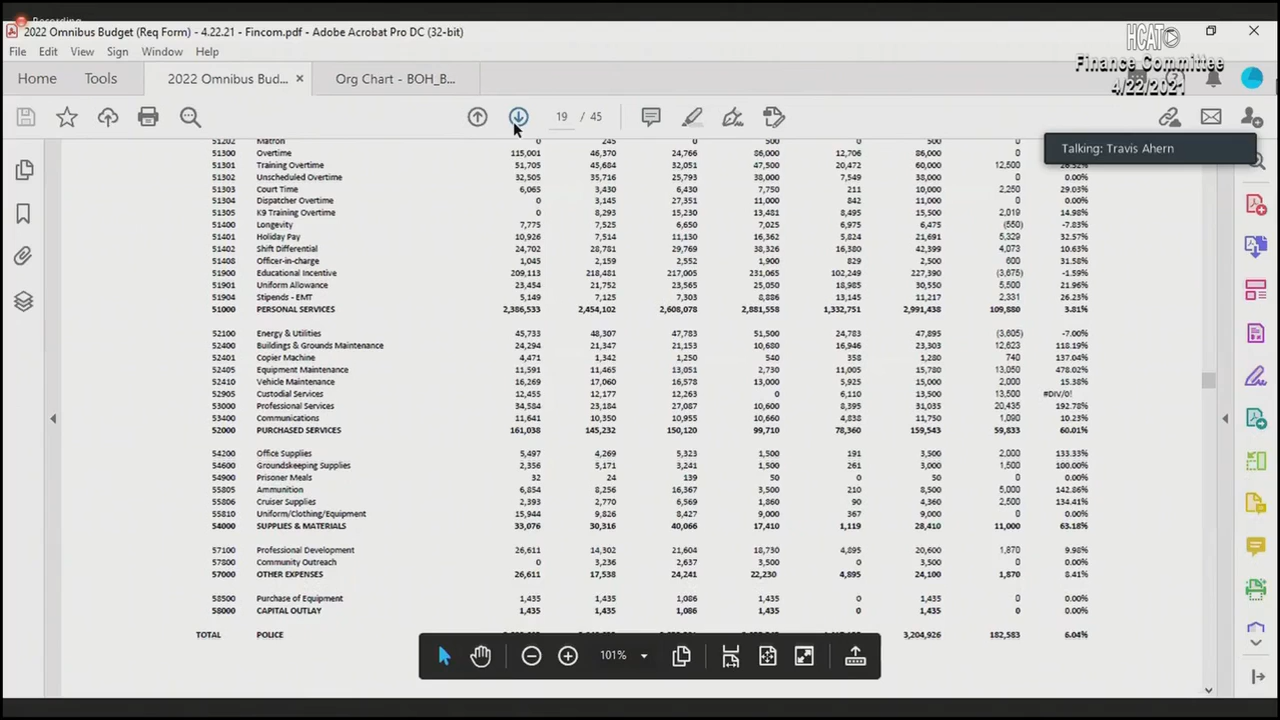 Recording
2022 Omnibus Budget (Req Form) - 4.22.21 - Fincom.pdf - Adobe Acrobat Pro DC (32-bit)
HCAT
File Edit View Window Help
Finance Committee
4/22/2021
Home Tools 2022 Omnibus Bud... × Org Chart - BOH_B...
19 / 45
Talking: Travis Ahern
51202 Matron 0 245 0 500 0 500 0
51300 Overtime 115,001 46,370 24,766 86,000 12,706 86,000 0
51301 Training Overtime 51,705 45,684 32,051 47,500 20,472 60,000 12,500 26.32%
51302 Unscheduled Overtime 32,505 35,716 25,793 38,000 7,549 38,000 0 0.00%
51303 Court Time 6,065 3,430 6,430 7,750 211 10,000 2,250 29.03%
51304 Dispatcher Overtime 0 3,145 27,351 11,000 842 11,000 0 0.00%
51305 K9 Training Overtime 0 8,293 15,230 13,481 8,495 15,500 2,019 14.98%
51400 Longevity 7,775 7,525 6,650 7,025 6,975 6,475 (550) -7.83%
51401 Holiday Pay 10,926 7,514 11,130 16,362 5,824 21,691 5,329 32.57%
51402 Shift Differential 24,702 28,781 29,769 38,326 16,380 42,399 4,073 10.63%
51408 Officer-in-charge 1,045 2,159 2,552 1,900 829 2,500 600 31.58%
51900 Educational Incentive 209,113 218,481 217,005 231,065 102,249 227,390 (3,675) -1.59%
51901 Uniform Allowance 23,454 21,752 23,565 25,050 18,985 30,550 5,500 21.96%
51904 Stipends - EMT 5,149 7,125 7,303 8,886 13,145 11,217 2,331 26.23%
51000 PERSONAL SERVICES 2,386,533 2,454,102 2,608,078 2,881,558 1,332,751 2,991,438 109,880 3.81%
52100 Energy & Utilities 45,733 48,307 47,783 51,500 24,783 47,895 (3,605) -7.00%
52400 Buildings & Grounds Maintenance 24,294 21,347 21,153 10,680 16,946 23,303 12,623 118.19%
52401 Copier Machine 4,471 1,342 1,250 540 358 1,280 740 137.04%
52405 Equipment Maintenance 11,591 11,465 13,051 2,730 11,005 15,780 13,050 478.02%
52410 Vehicle Maintenance 16,269 17,060 16,578 13,000 5,925 15,000 2,000 15.38%
52905 Custodial Services 12,455 12,177 12,263 0 6,110 13,500 13,500 #DIV/0!
53000 Professional Services 34,584 23,184 27,087 10,600 8,395 31,035 20,435 192.78%
53400 Communications 11,641 10,350 10,955 10,660 4,838 11,750 1,090 10.23%
52000 PURCHASED SERVICES 161,038 145,232 150,120 99,710 78,360 159,543 59,833 60.01%
54200 Office Supplies 5,497 4,269 5,323 1,500 191 3,500 2,000 133.33%
54600 Groundskeeping Supplies 2,356 5,171 3,241 1,500 261 3,000 1,500 100.00%
54900 Prisoner Meals 32 24 139 50 0 50 0 0.00%
55805 Ammunition 6,854 8,256 16,367 3,500 210 8,500 5,000 142.86%
55806 Cruiser Supplies 2,393 2,770 6,569 1,860 90 4,360 2,500 134.41%
55810 Uniform/Clothing/Equipment 15,944 9,826 8,427 9,000 367 9,000 0 0.00%
54000 SUPPLIES & MATERIALS 33,076 30,316 40,066 17,410 1,119 28,410 11,000 63.18%
57100 Professional Development 26,611 14,302 21,604 18,730 4,895 20,600 1,870 9.98%
57800 Community Outreach 0 3,236 2,637 3,500 0 3,500 0 0.00%
57000 OTHER EXPENSES 26,611 17,538 24,241 22,230 4,895 24,100 1,870 8.41%
58500 Purchase of Equipment 1,435 1,435 1,086 1,435 0 1,435 0 0.00%
58000 CAPITAL OUTLAY 1,435 1,435 1,086 1,435 0 1,435 0 0.00%
TOTAL POLICE 3,204,926 182,583 6.04%
101%